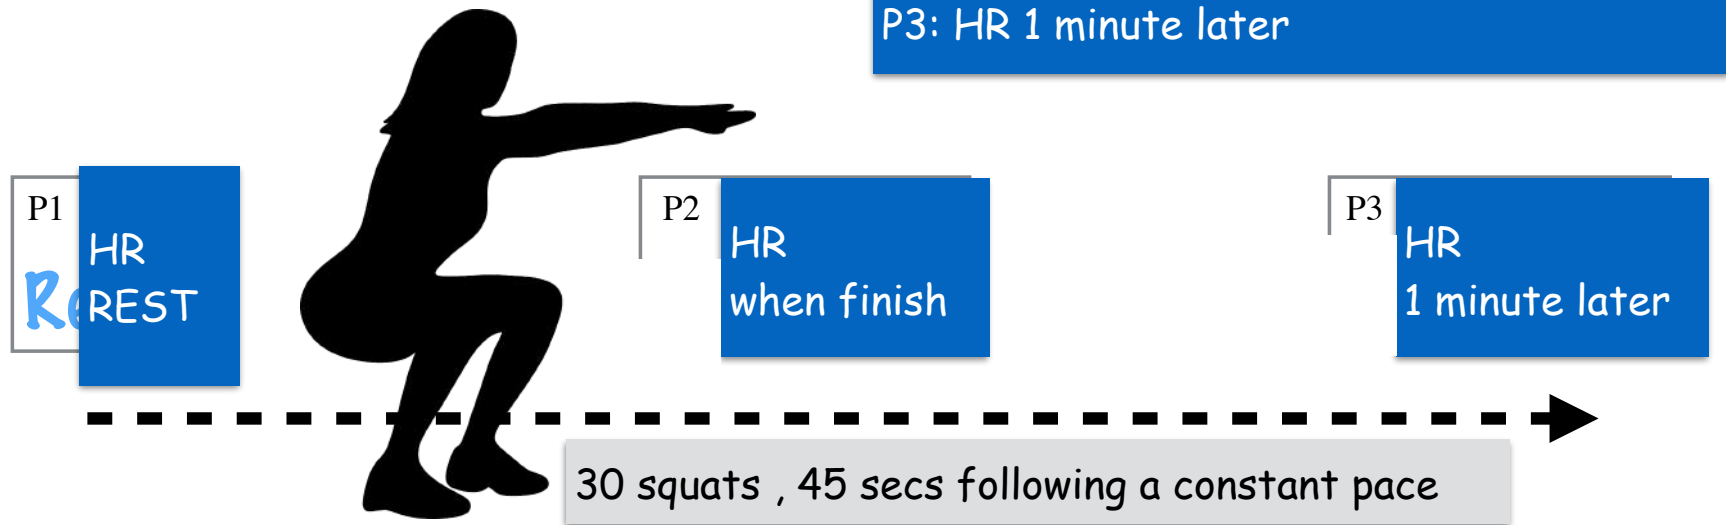 P3: HR 1 minute later
P1
HR
REST
P2
HR
when finish
P3
HR
1 minute later
30 squats , 45 secs following a constant pace